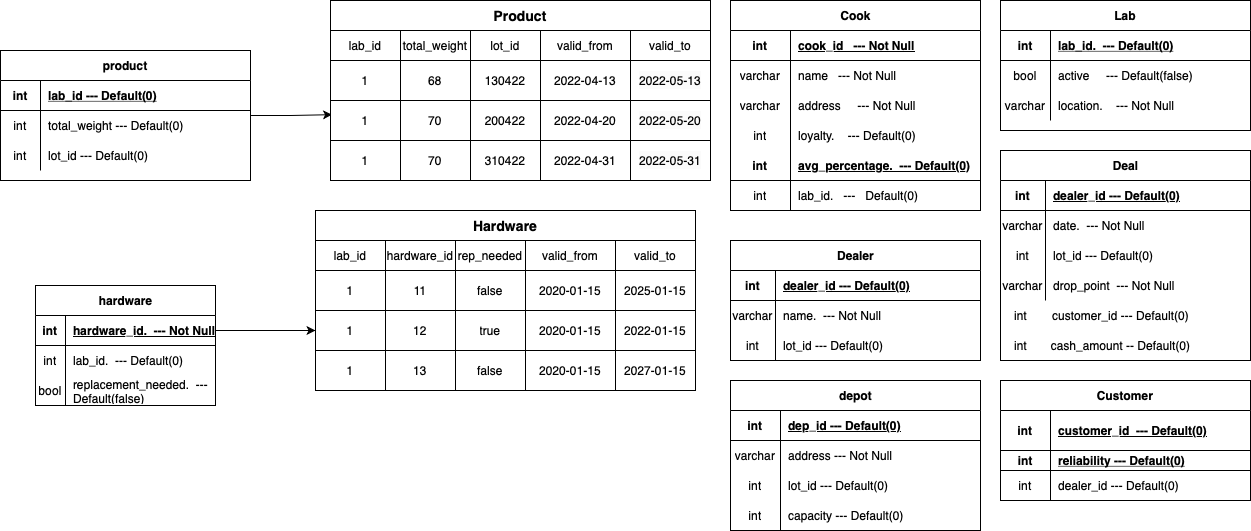 product
int lab_id --- Default(0)
int total_weight --- Default(0)
int lot_id --- Default(0)
Product
lab_id total_weight lot_id valid_from valid_to
1 68 130422 2022-04-13 2022-05-13
1 70 200422 2022-04-20 2022-05-20
1 70 310422 2022-04-31 2022-05-31
hardware
int hardware_id. --- Not Null
int lab_id. --- Default(0)
bool replacement_needed. ---
Default(false)
Hardware
lab_id hardware_id rep_needed valid_from valid_to
1 11 false 2020-01-15 2025-01-15
1 12 true 2020-01-15 2022-01-15
1 13 false 2020-01-15 2027-01-15
Cook
int cook_id --- Not Null
varchar name --- Not Null
varchar address --- Not Null
int loyalty. --- Default(0)
int avg_percentage. --- Default(0)
int lab_id. --- Default(0)
Dealer
int dealer_id --- Default(0)
varchar name. --- Not Null
int lot_id --- Default(0)
depot
int dep_id --- Default(0)
varchar address --- Not Null
int lot_id --- Default(0)
int capacity --- Default(0)
Lab
int lab_id. --- Default(0)
bool active --- Default(false)
varchar location. --- Not Null
Deal
int dealer_id --- Default(0)
varchar date. --- Not Null
int lot_id --- Default(0)
varchar drop_point --- Not Null
int customer_id --- Default(0)
int cash_amount -- Default(0)
Customer
int customer_id --- Default(0)
int reliability --- Default(0)
int dealer_id --- Default(0)